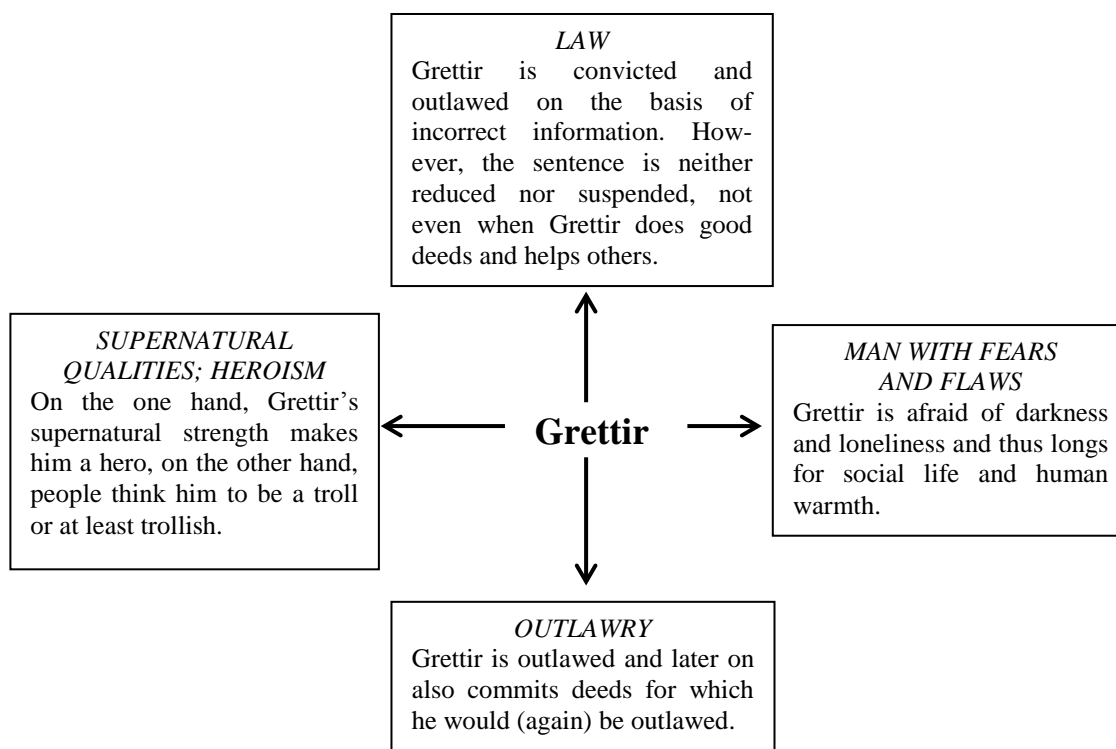 LAW
Grettir is convicted and
outlawed on the basis of
incorrect information. How-
ever, the sentence is neither
reduced nor suspended, not
even when Grettir does good
deeds and helps others.
SUPERNATURAL
QUALITIES; HEROISM
On the one hand, Grettir’s
supernatural strength makes
him a hero, on the other hand,
people think him to be a troll
or at least trollish.
Grettir
MAN WITH FEARS
AND FLAWS
Grettir is afraid of darkness
and loneliness and thus longs
for social life and human
warmth.
OUTLAWRY
Grettir is outlawed and later on
also commits deeds for which
he would (again) be outlawed.